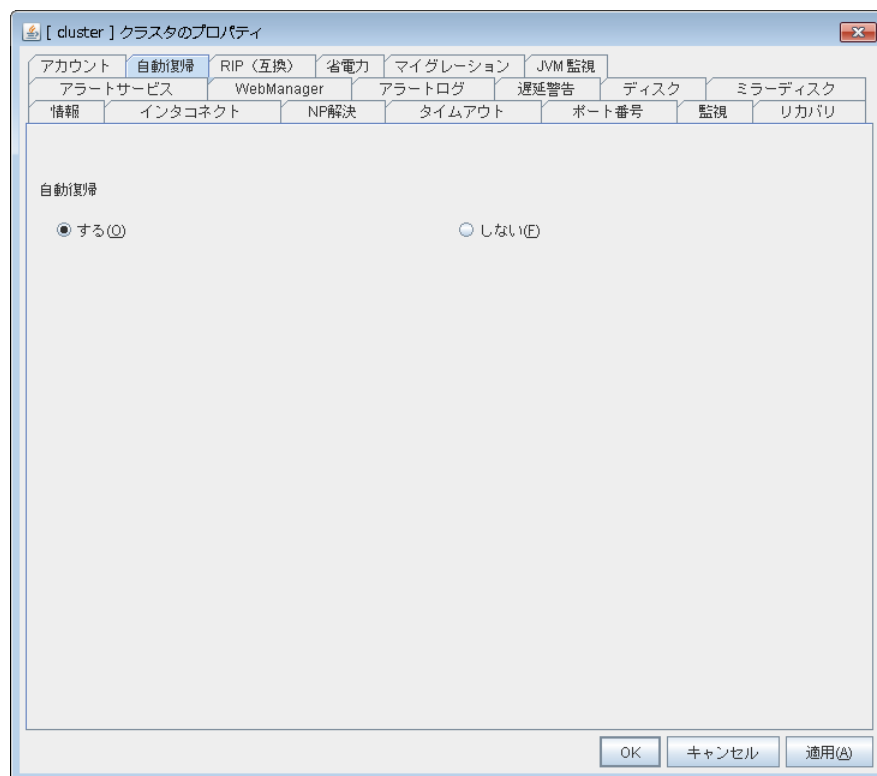 [ cluster ] クラスタのプロパティ
アカウント 自動復帰 RIP（互換） 省電力 マイグレーション JVM 監視
アラートサービス WebManager アラートログ 遅延警告 ディスク ミラーディスク
情報 インタコネクト NP解決 タイムアウト ポート番号 監視 リカバリ
自動復帰
する(O) しない(F)
OK キャンセル 適用(A)